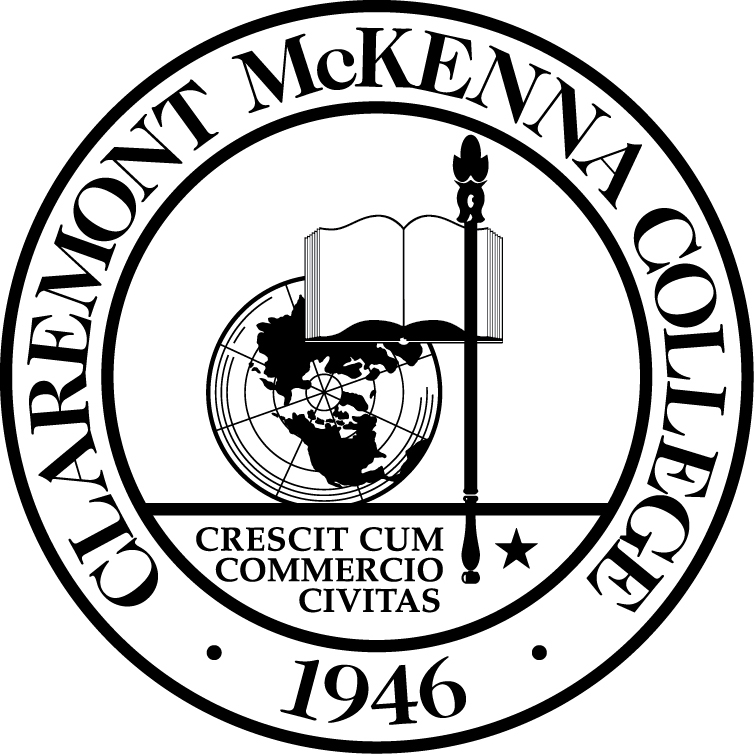 CLAREMONT McKENNA COLLEGE
CRESCIT CUM
COMMERCIO
CIVITAS
· 1946 ·